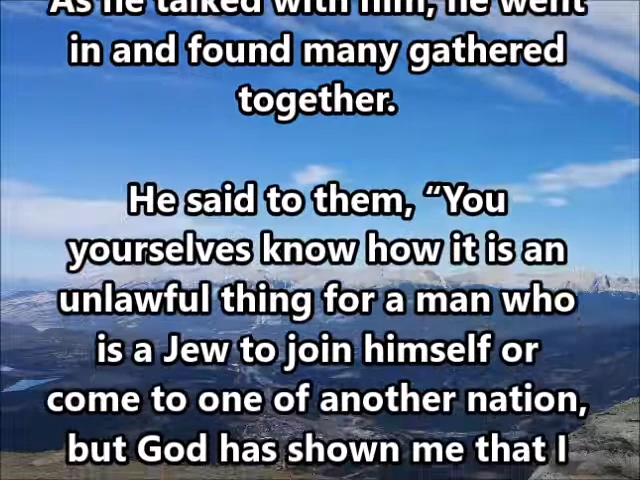 As he talked with him, he went
in and found many gathered
together.
He said to them, “You
yourselves know how it is an
unlawful thing for a man who
is a Jew to join himself or
come to one of another nation,
but God has shown me that I